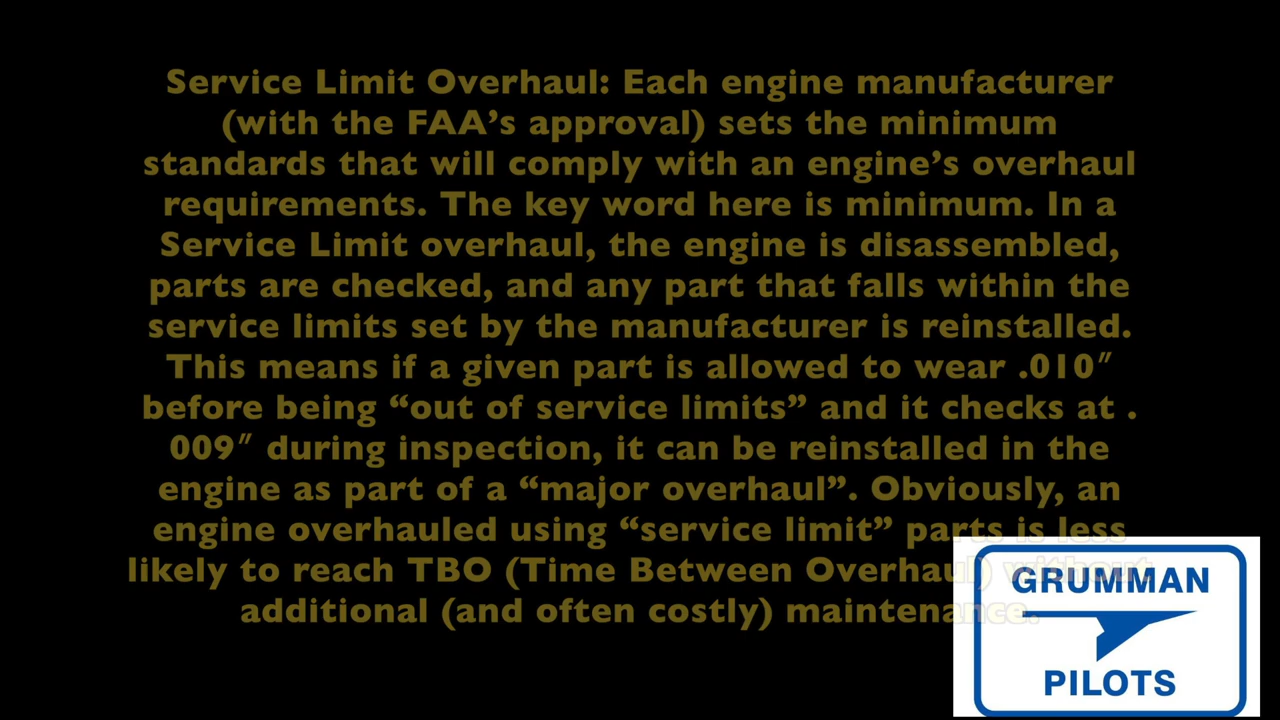 Service Limit Overhaul: Each engine manufacturer
(with the FAA’s approval) sets the minimum
standards that will comply with an engine’s overhaul
requirements. The key word here is minimum. In a
Service Limit overhaul, the engine is disassembled,
parts are checked, and any part that falls within the
service limits set by the manufacturer is reinstalled.
This means if a given part is allowed to wear .010″
before being “out of service limits” and it checks at .
009″ during inspection, it can be reinstalled in the
engine as part of a “major overhaul”. Obviously, an
engine overhauled using “service limit” parts is less
likely to reach TBO (Time Between Overhaul) without
additional (and often costly) maintenance.
GRUMMAN
PILOTS